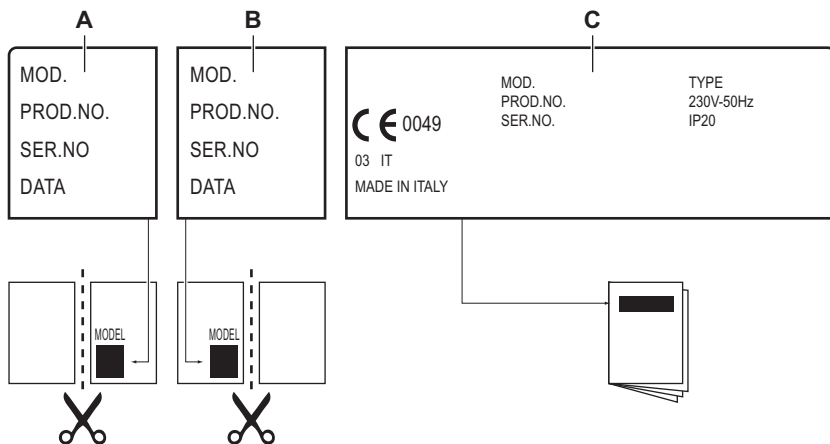 A
B
C
MOD.
PROD.NO.
SER.NO
DATA
MOD.
PROD.NO.
SER.NO
DATA
MOD.
PROD.NO.
SER.NO.
TYPE
230V-50Hz
IP20
CE 0049
03 IT
MADE IN ITALY
MODEL
MODEL